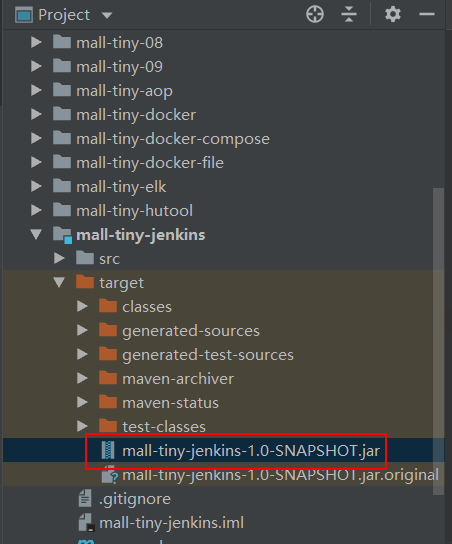 Project
mall-tiny-08
mall-tiny-09
mall-tiny-aop
mall-tiny-docker
mall-tiny-docker-compose
mall-tiny-docker-file
mall-tiny-elk
mall-tiny-hutool
mall-tiny-jenkins
src
target
classes
generated-sources
generated-test-sources
maven-archiver
maven-status
test-classes
mall-tiny-jenkins-1.0-SNAPSHOT.jar
mall-tiny-jenkins-1.0-SNAPSHOT.jar.original
.gitignore
mall-tiny-jenkins.iml